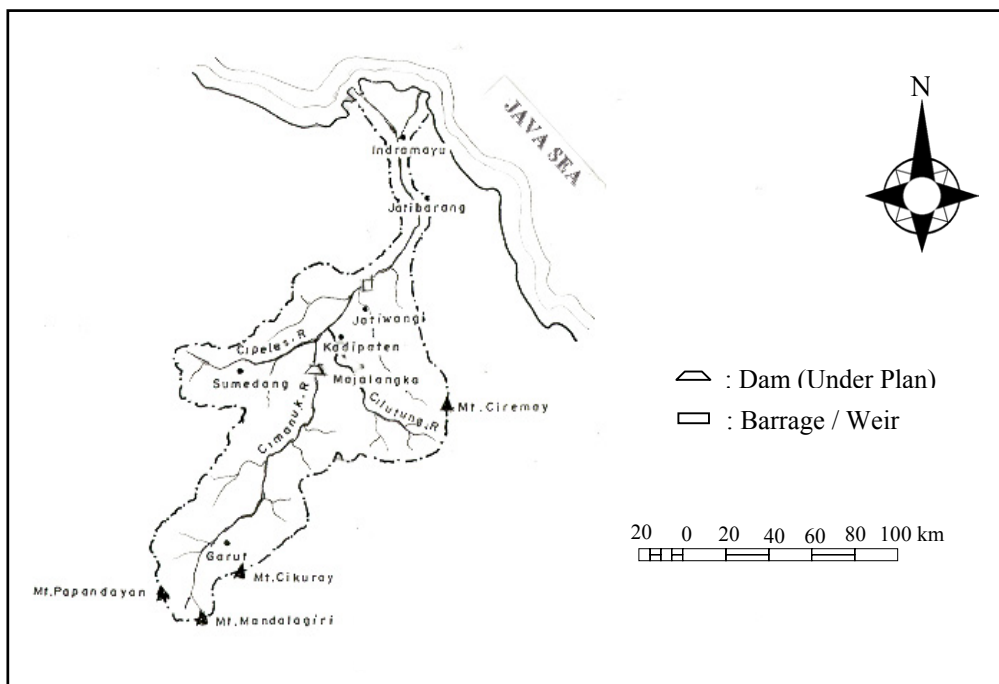 N
JAVA SEA
Indramayu
Jatibarang
Jatiwangi
Cipeles. R
Kadipaten
Sumedang
Majalangka
Cimanuk. R
Cilutung. R
Mt. Ciremay
Garut
Mt. Cikuray
Mt. Papandayan
Mt. Mandalagiri
: Dam (Under Plan)
: Barrage / Weir
20 0 20 40 60 80 100 km